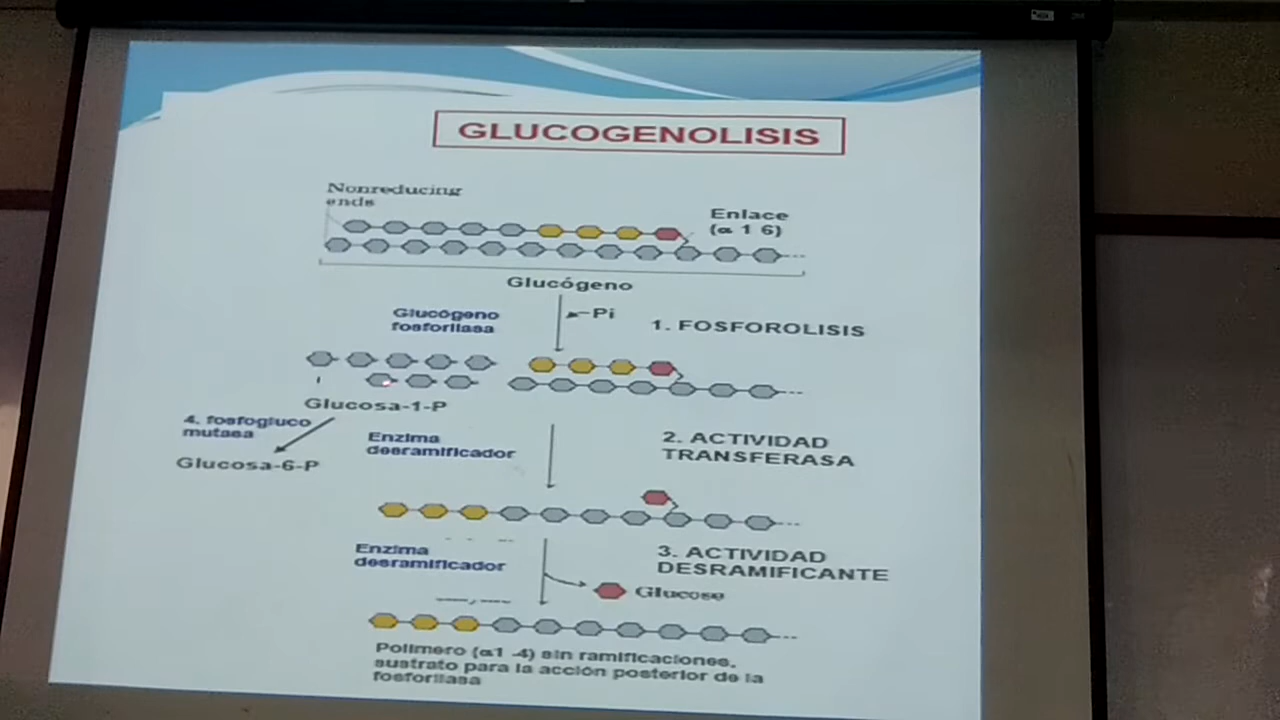 GLUCOGENOLISIS
Nonreducing
ends
Enlace
(α 1 6)
Glucógeno
Glucógeno
fosforilasa
Pi
1. FOSFOROLISIS
Glucosa-1-P
4. fosfogluco
mutasa
Glucosa-6-P
Enzima
desramificador
2. ACTIVIDAD
TRANSFERASA
Enzima
desramificador
3. ACTIVIDAD
DESRAMIFICANTE
Glucose
Polimero (α1 -4) sin ramificaciones,
sustrato para la acción posterior de la
fosforilasa